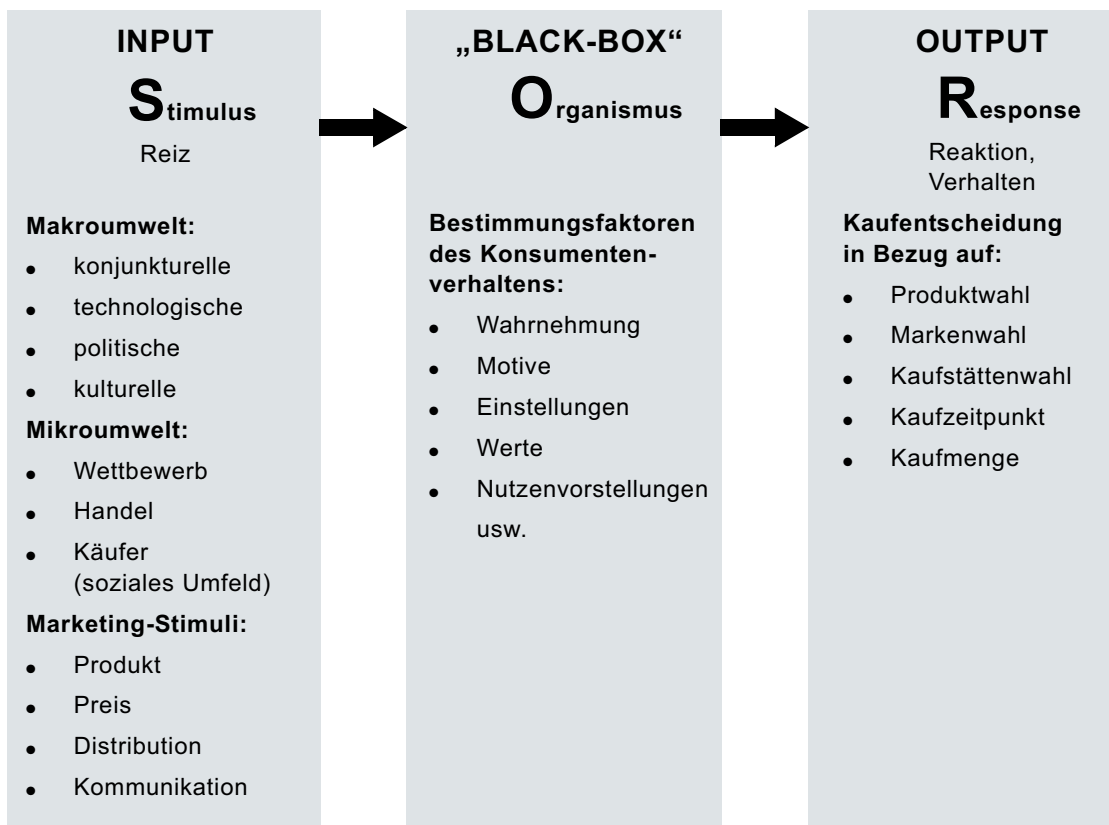 INPUT
Stimulus
Reiz
Makroumwelt:
• konjunkturelle
• technologische
• politische
• kulturelle
Mikroumwelt:
• Wettbewerb
• Handel
• Käufer
(soziales Umfeld)
Marketing-Stimuli:
• Produkt
• Preis
• Distribution
• Kommunikation
„BLACK-BOX“
Organismus
Bestimmungsfaktoren
des Konsumenten-
verhaltens:
• Wahrnehmung
• Motive
• Einstellungen
• Werte
• Nutzenvorstellungen
usw.
OUTPUT
Response
Reaktion,
Verhalten
Kaufentscheidung
in Bezug auf:
• Produktwahl
• Markenwahl
• Kaufstättenwahl
• Kaufzeitpunkt
• Kaufmenge